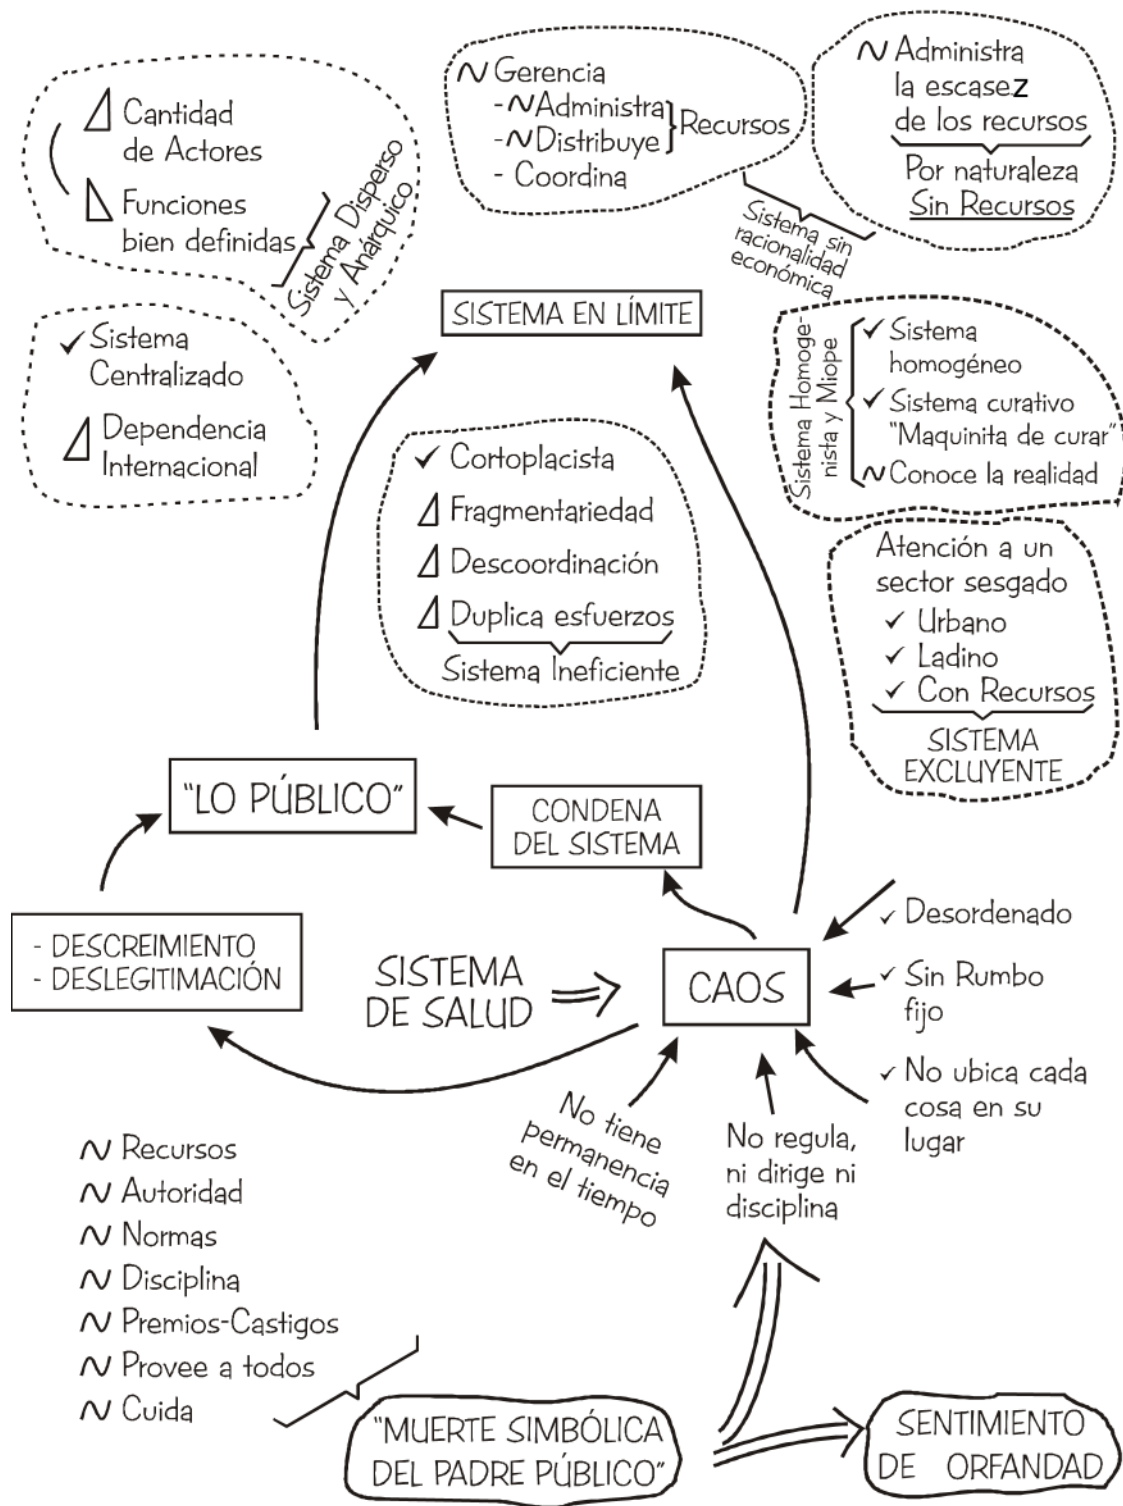 Cantidad
de Actores
Funciones
bien definidas
Sistema Disperso
y Anárquico
~ Gerencia
- ~Administra
- ~Distribuye
Recursos
- Coordina
~ Administra
la escasez
de los recursos
Por naturaleza
Sin Recursos
Sistema sin
racionalidad
económica
SISTEMA EN LÍMITE
✓ Sistema
Centralizado
Dependencia
Internacional
✓ Cortoplacista
Fragmentariedad
Descoordinación
Duplica esfuerzos
Sistema Ineficiente
Sistema Homoge-
nista y Miope
✓ Sistema
homogéneo
✓ Sistema curativo
"Maquinita de curar"
~ Conoce la realidad
Atención a un
sector sesgado
✓ Urbano
✓ Ladino
✓ Con Recursos
SISTEMA
EXCLUYENTE
"LO PÚBLICO"
CONDENA
DEL SISTEMA
- DESCREIMIENTO
- DESLEGITIMACIÓN
SISTEMA
DE SALUD
CAOS
✓ Desordenado
✓ Sin Rumbo
fijo
✓ No ubica cada
cosa en su
lugar
No tiene
permanencia
en el tiempo
No regula,
ni dirige ni
disciplina
~ Recursos
~ Autoridad
~ Normas
~ Disciplina
~ Premios-Castigos
~ Provee a todos
~ Cuida
"MUERTE SIMBÓLICA
DEL PADRE PÚBLICO"
SENTIMIENTO
DE ORFANDAD